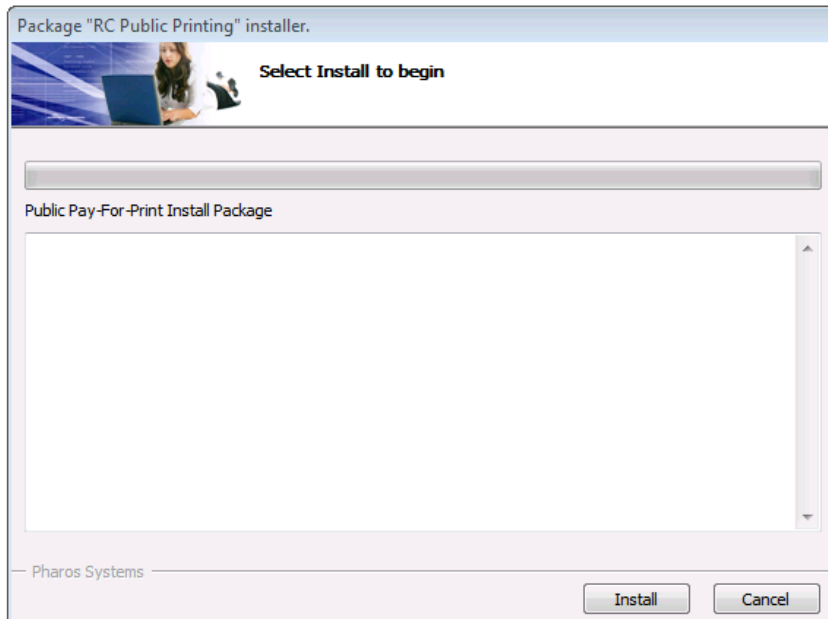 Package "RC Public Printing" installer.
Select Install to begin
Public Pay-For-Print Install Package
Pharos Systems
Install
Cancel